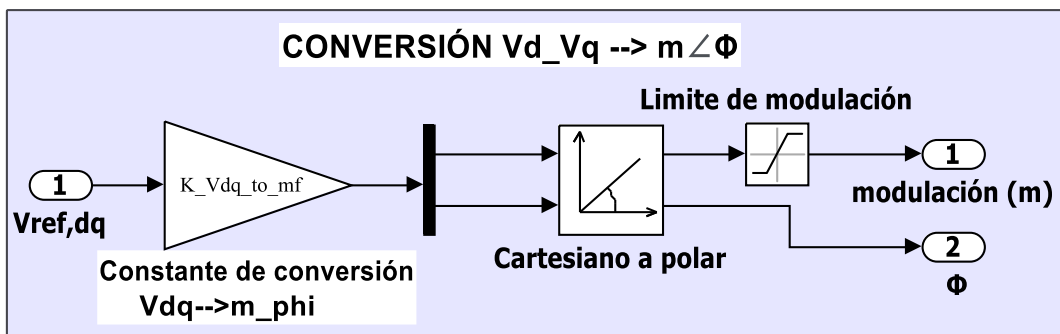 CONVERSIÓN Vd_Vq --> m∠Φ
Limite de modulación
1
Vref,dq
K_Vdq_to_mf
Constante de conversión
Vdq-->m_phi
Cartesiano a polar
1
modulación (m)
2
Φ